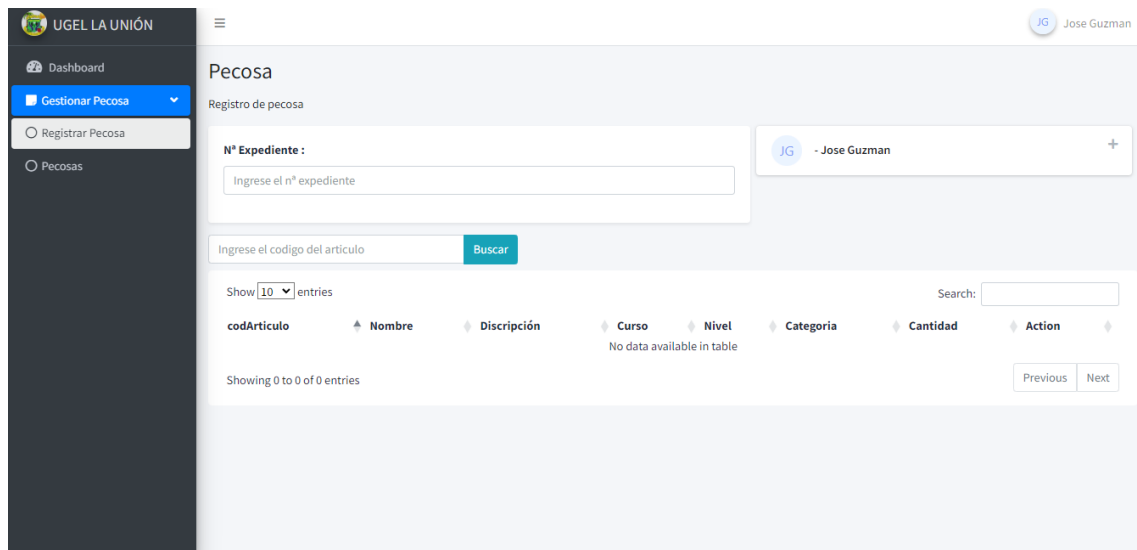 UGEL LA UNIÓN
JG Jose Guzman
Dashboard
Gestionar Pecosa
Registrar Pecosa
Pecosas
Pecosa
Registro de pecosa
Nª Expediente :
Ingrese el nª expediente
JG - Jose Guzman
Ingrese el codigo del articulo Buscar
Show 10 entries Search:
codArticulo Nombre Discripción Curso Nivel Categoria Cantidad Action
No data available in table
Showing 0 to 0 of 0 entries Previous Next